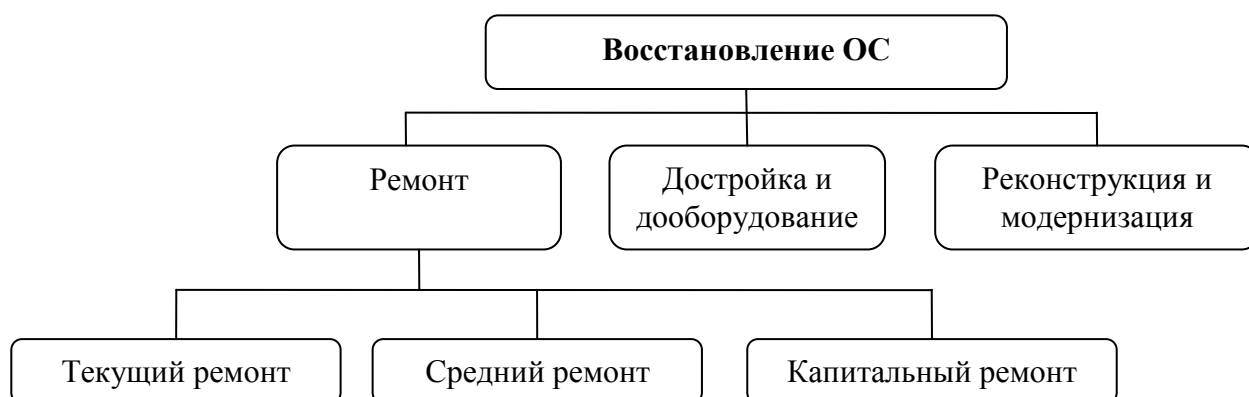 Восстановление ОС
Ремонт
Достройка и
дооборудование
Реконструкция и
модернизация
Текущий ремонт
Средний ремонт
Капитальный ремонт